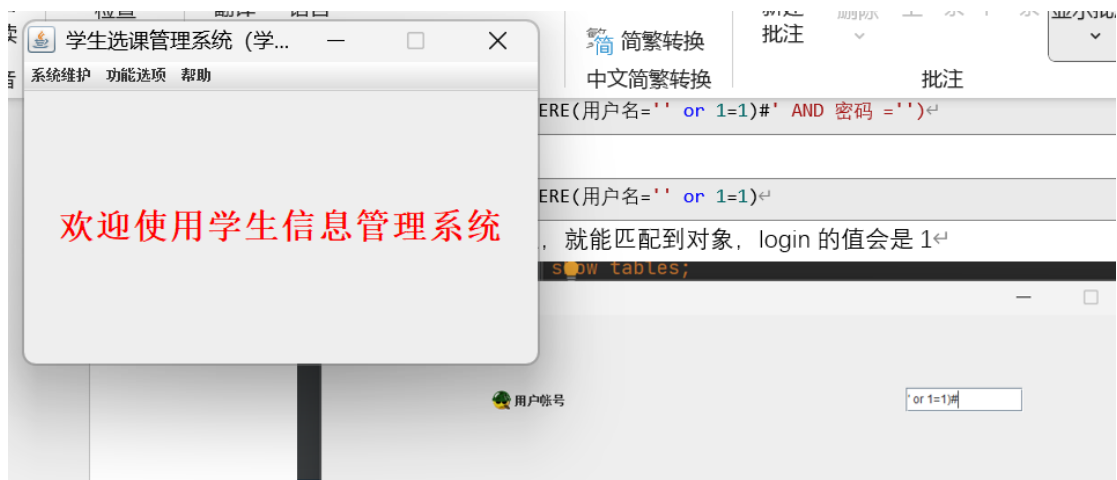 学生选课管理系统（学...
系统维护 功能选项 帮助
欢迎使用学生信息管理系统
简繁转换
中文简繁转换
批注
批注
ERE(用户名='' or 1=1)#' AND 密码 ='')
ERE(用户名='' or 1=1)
，就能匹配到对象，login 的值会是 1
show tables;
用户帐号
' or 1=1)#